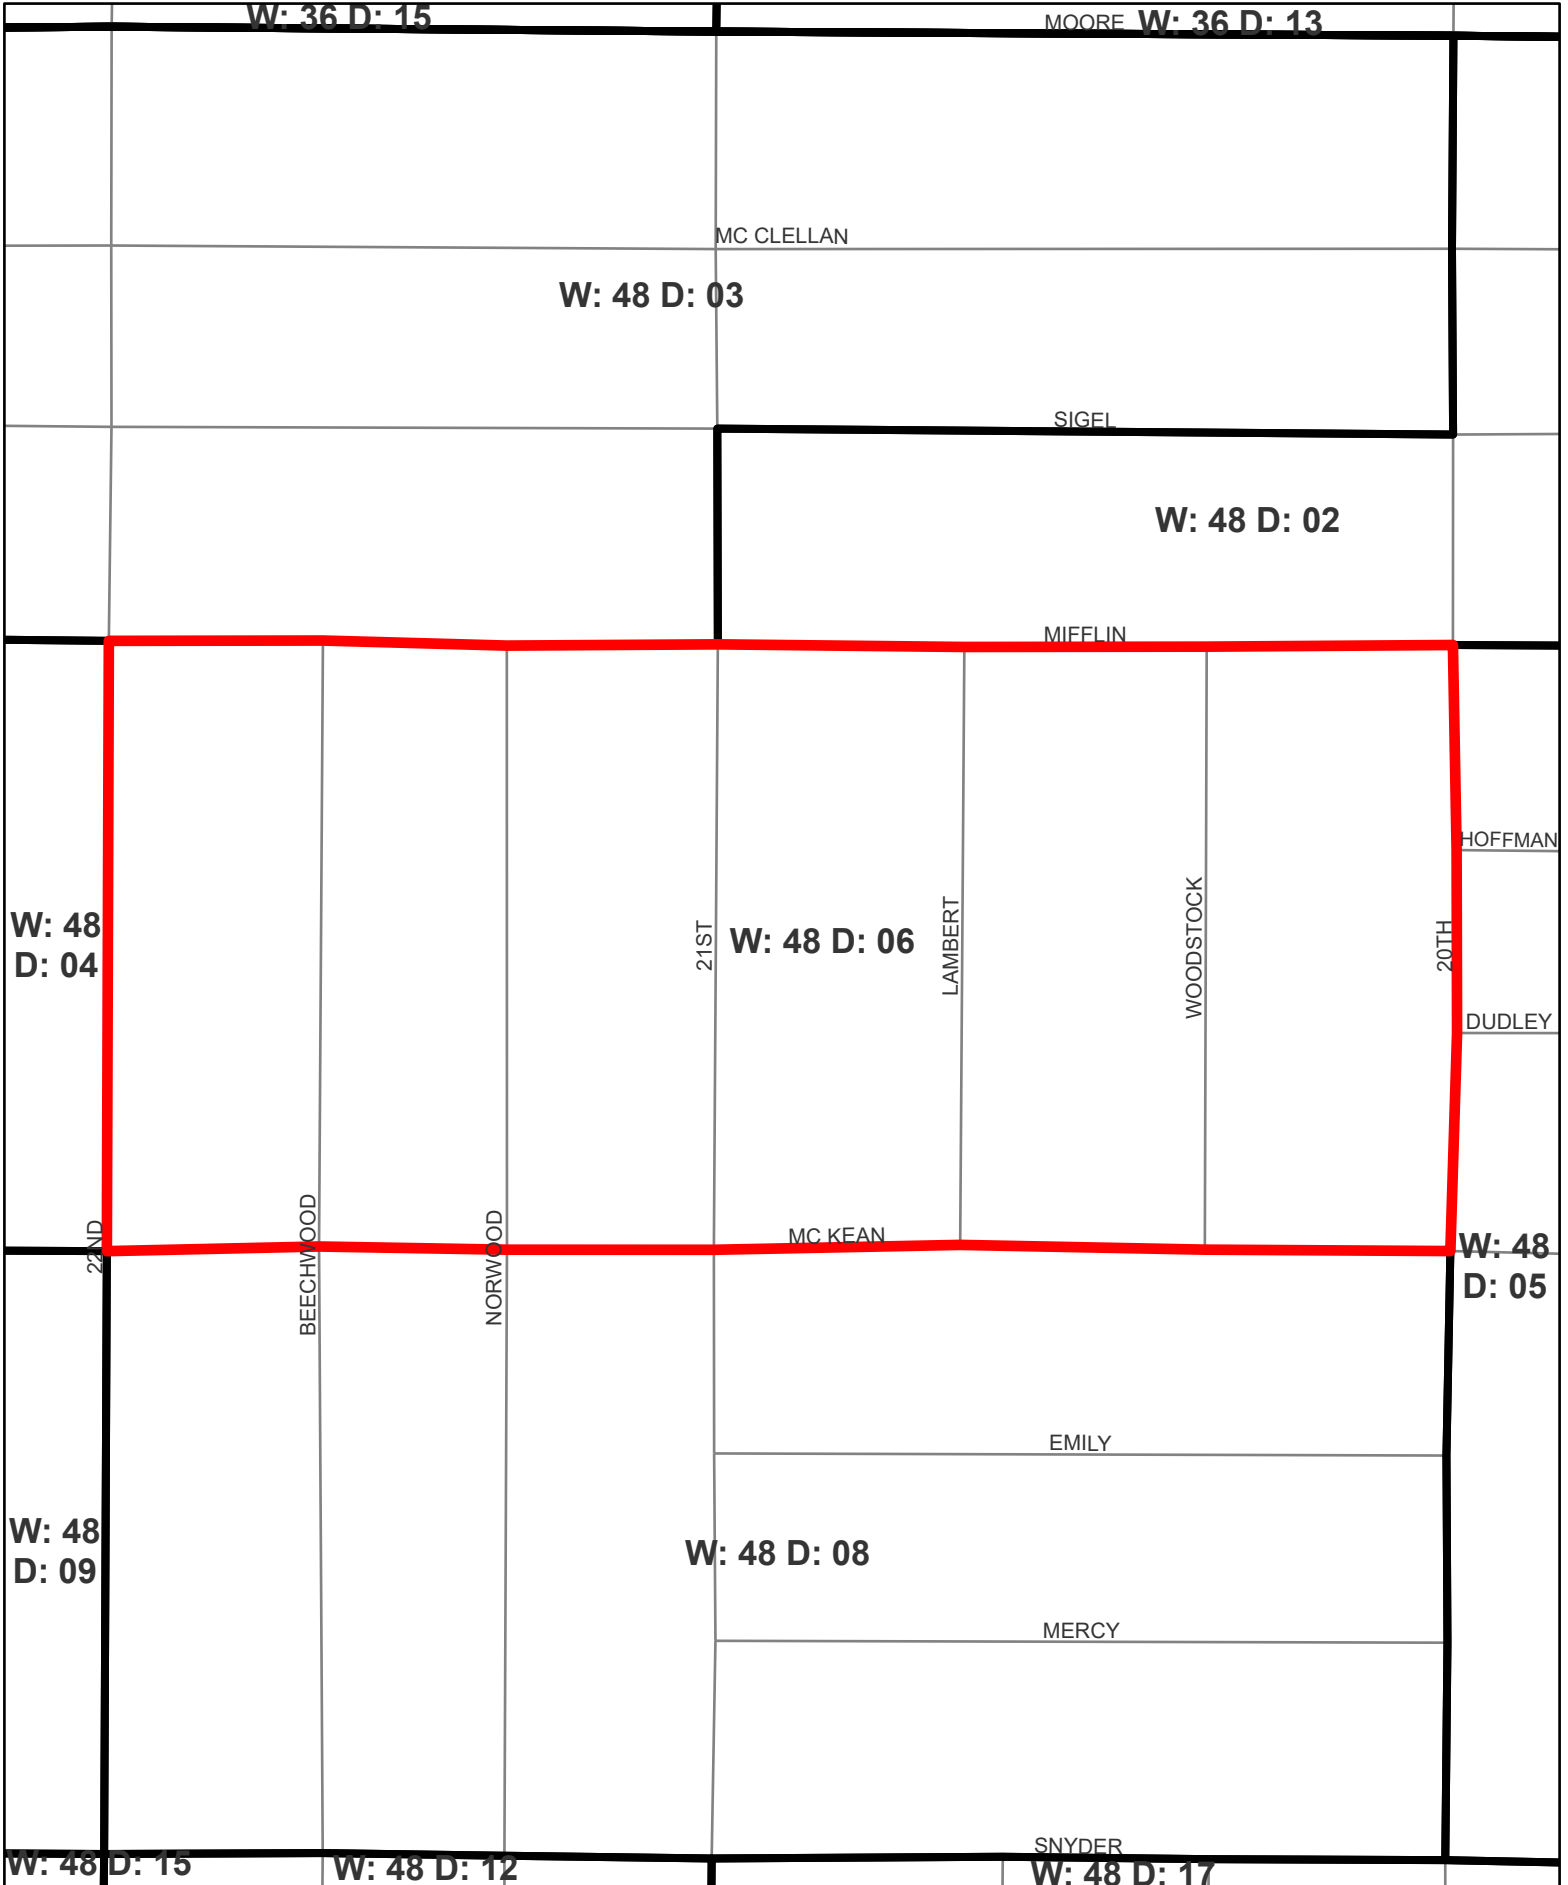 W: 36 D: 15
MOORE
W: 36 D: 13
MC CLELLAN
W: 48 D: 03
SIGEL
W: 48 D: 02
MIFFLIN
HOFFMAN
W: 48
D: 04
21ST
W: 48 D: 06
LAMBERT
WOODSTOCK
20TH
DUDLEY
22ND
BEECHWOOD
NORWOOD
MC KEAN
W: 48
D: 05
EMILY
W: 48
D: 09
W: 48 D: 08
MERCY
SNYDER
W: 48 D: 15
W: 48 D: 12
W: 48 D: 17